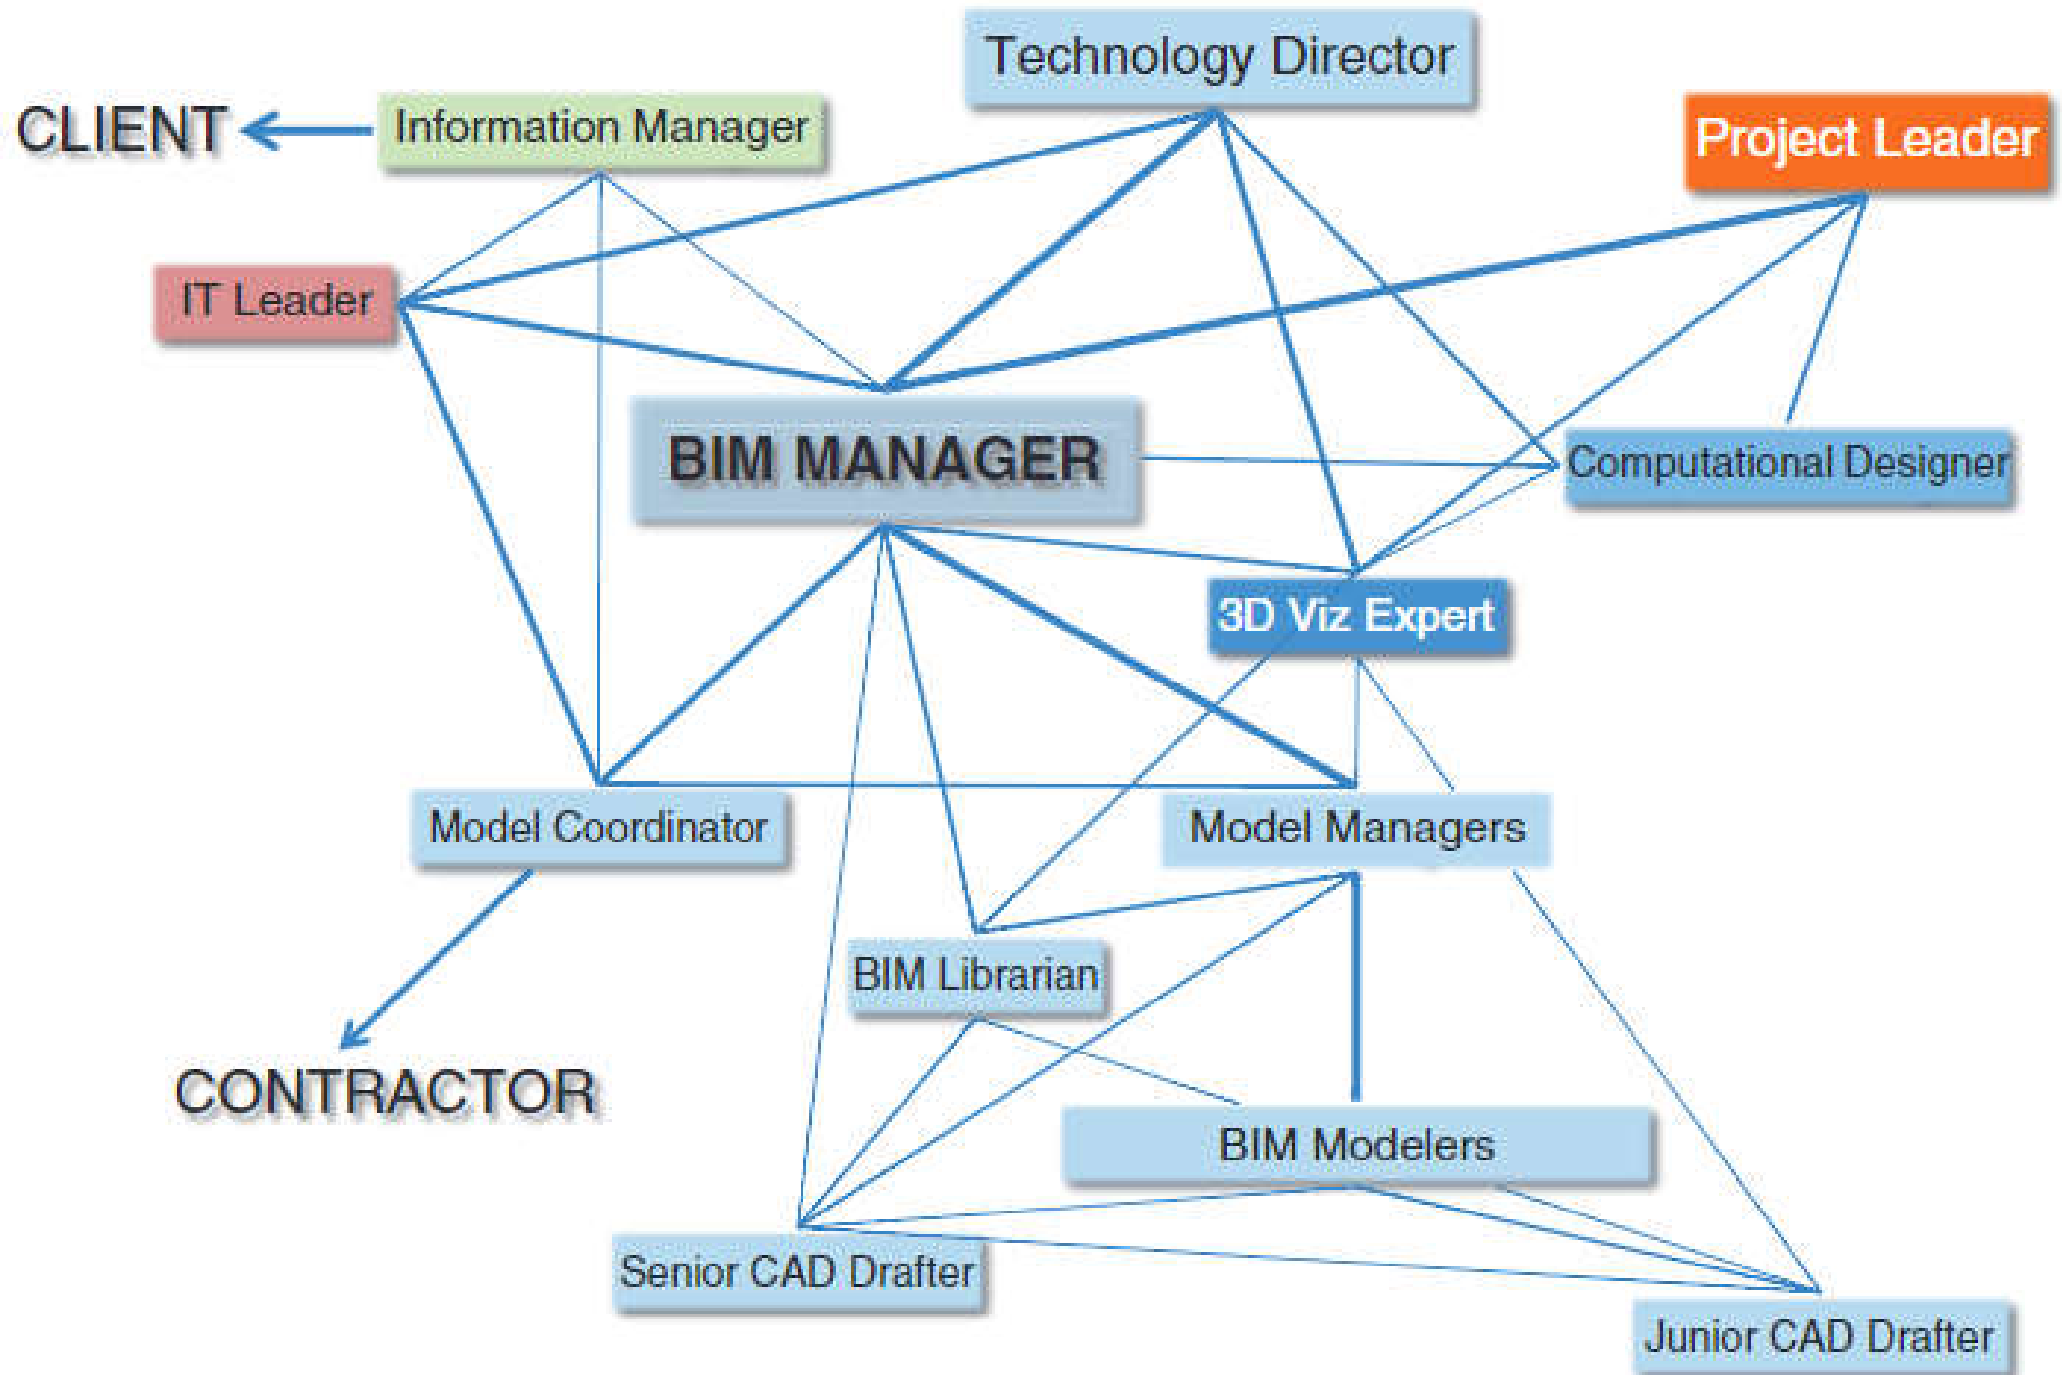 Technology Director
CLIENT
Information Manager
Project Leader
IT Leader
BIM MANAGER
Computational Designer
3D Viz Expert
Model Coordinator
Model Managers
BIM Librarian
CONTRACTOR
BIM Modelers
Senior CAD Drafter
Junior CAD Drafter